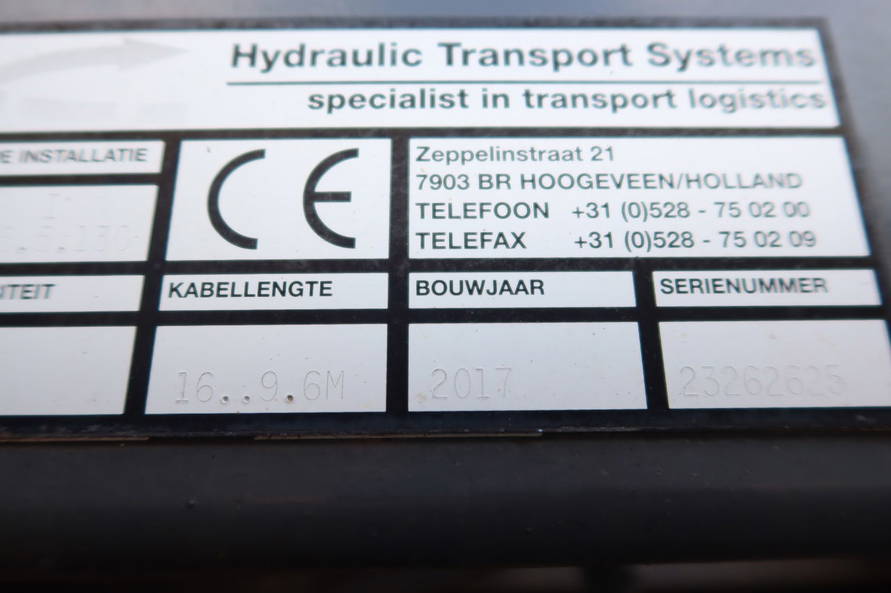 Hydraulic Transport Systems
specialist in transport logistics
INSTALLATIE
CE
Zeppelinstraat 21
7903 BR HOOGEVEEN/HOLLAND
TELEFOON +31 (0)528 - 75 02 00
TELEFAX +31 (0)528 - 75 02 09
KABELLENGTE
BOUWJAAR
SERIENUMMER
16..9.6M
2017
23262625